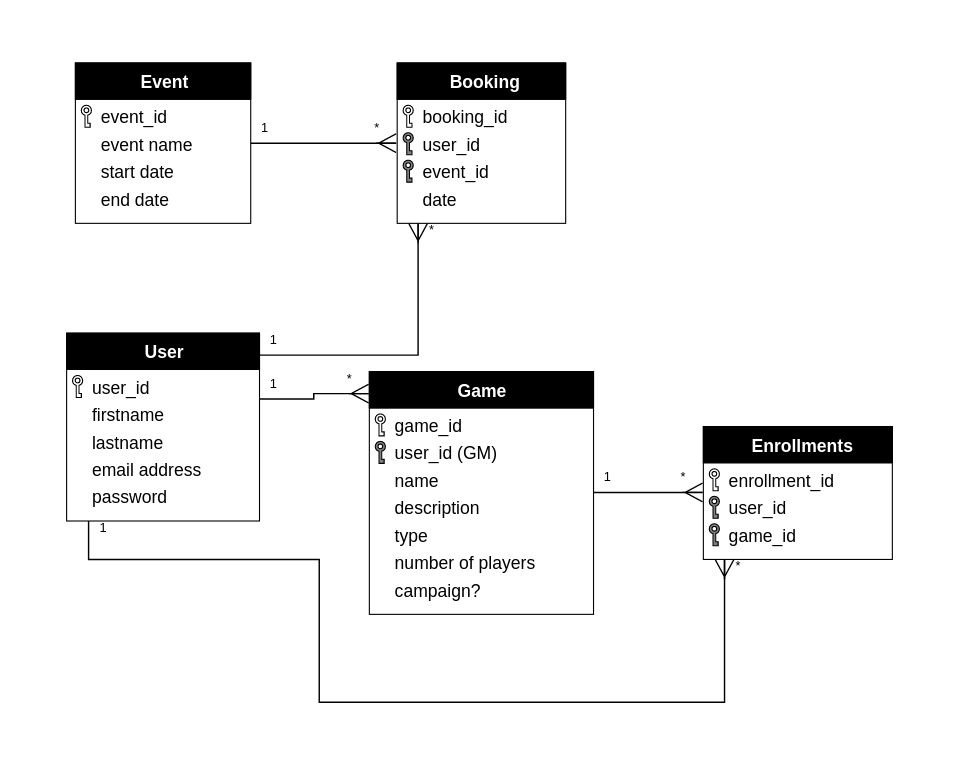 Event
event_id
event name
start date
end date
1
*
Booking
booking_id
user_id
event_id
date
*
User
user_id
firstname
lastname
email address
password
1
1
*
1
Game
game_id
user_id (GM)
name
description
type
number of players
campaign?
1
*
Enrollments
enrollment_id
user_id
game_id
*